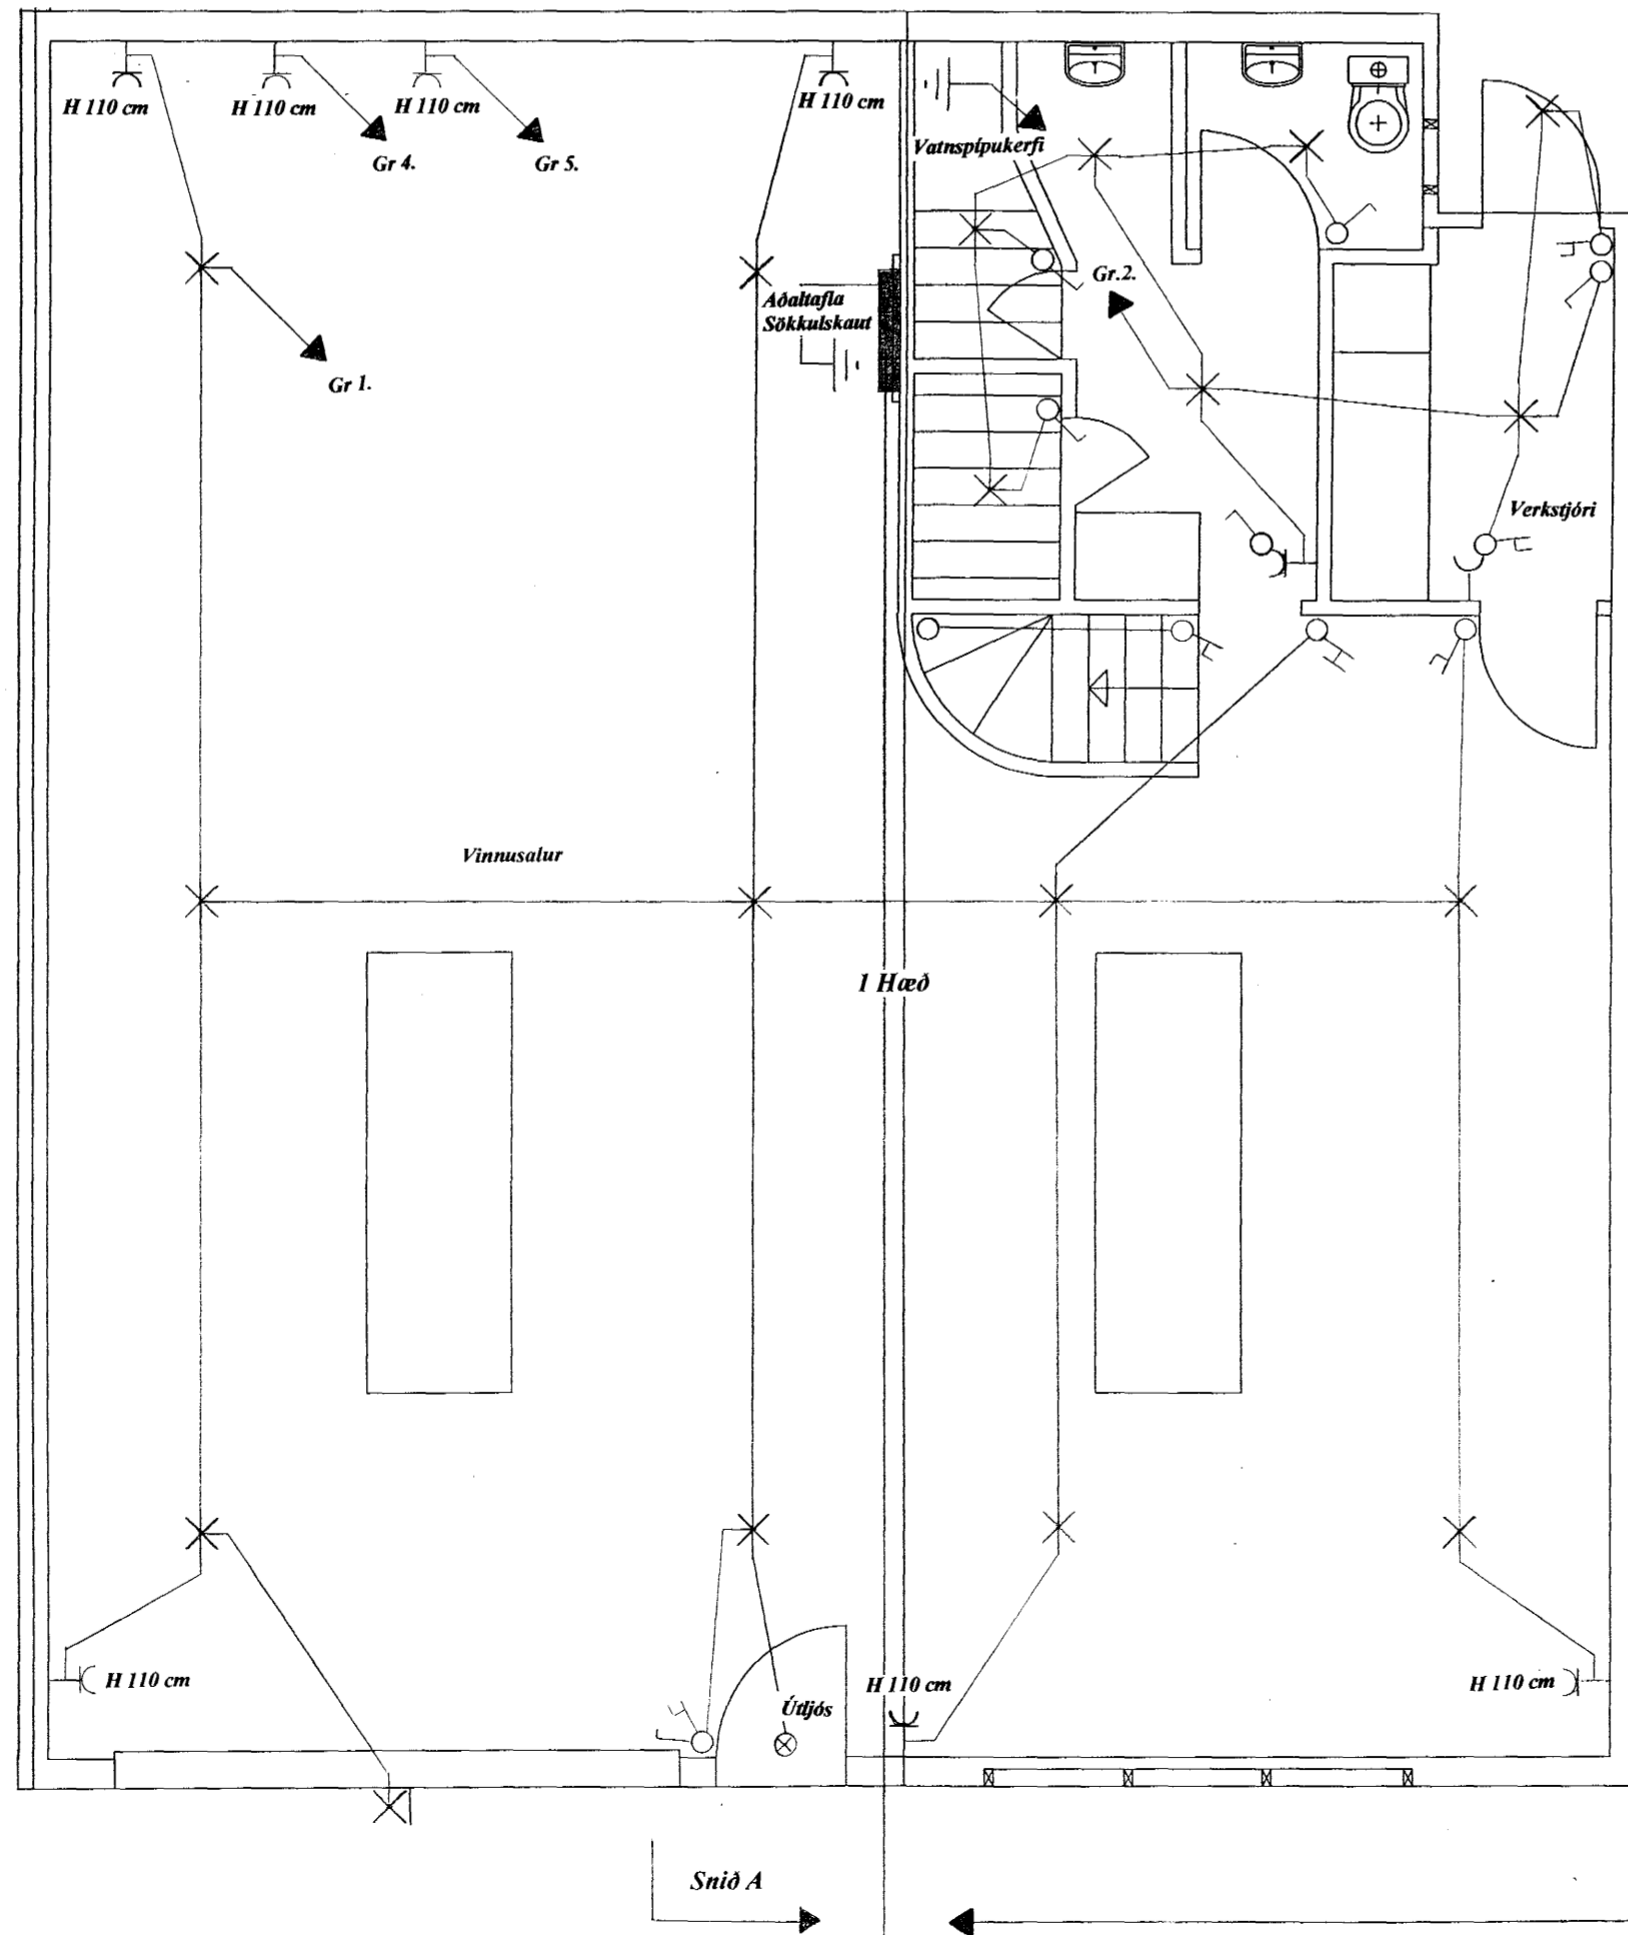 H 110 cm
H 110 cm
H 110 cm
H 110 cm
Gr 4.
Gr 5.
Vatnspípukerfi
Gr.2.
Aðaltafla
Sökkulskaut
Gr 1.
Verkstjóri
Vinnusalur
1 Hæð
H 110 cm
H 110 cm
H 110 cm
Útljós
Snið A